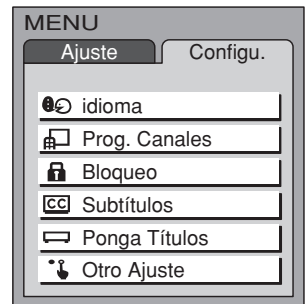 MENU
Ajuste Configu.
idioma
Prog. Canales
Bloqueo
CC Subtítulos
Ponga Títulos
Otro Ajuste